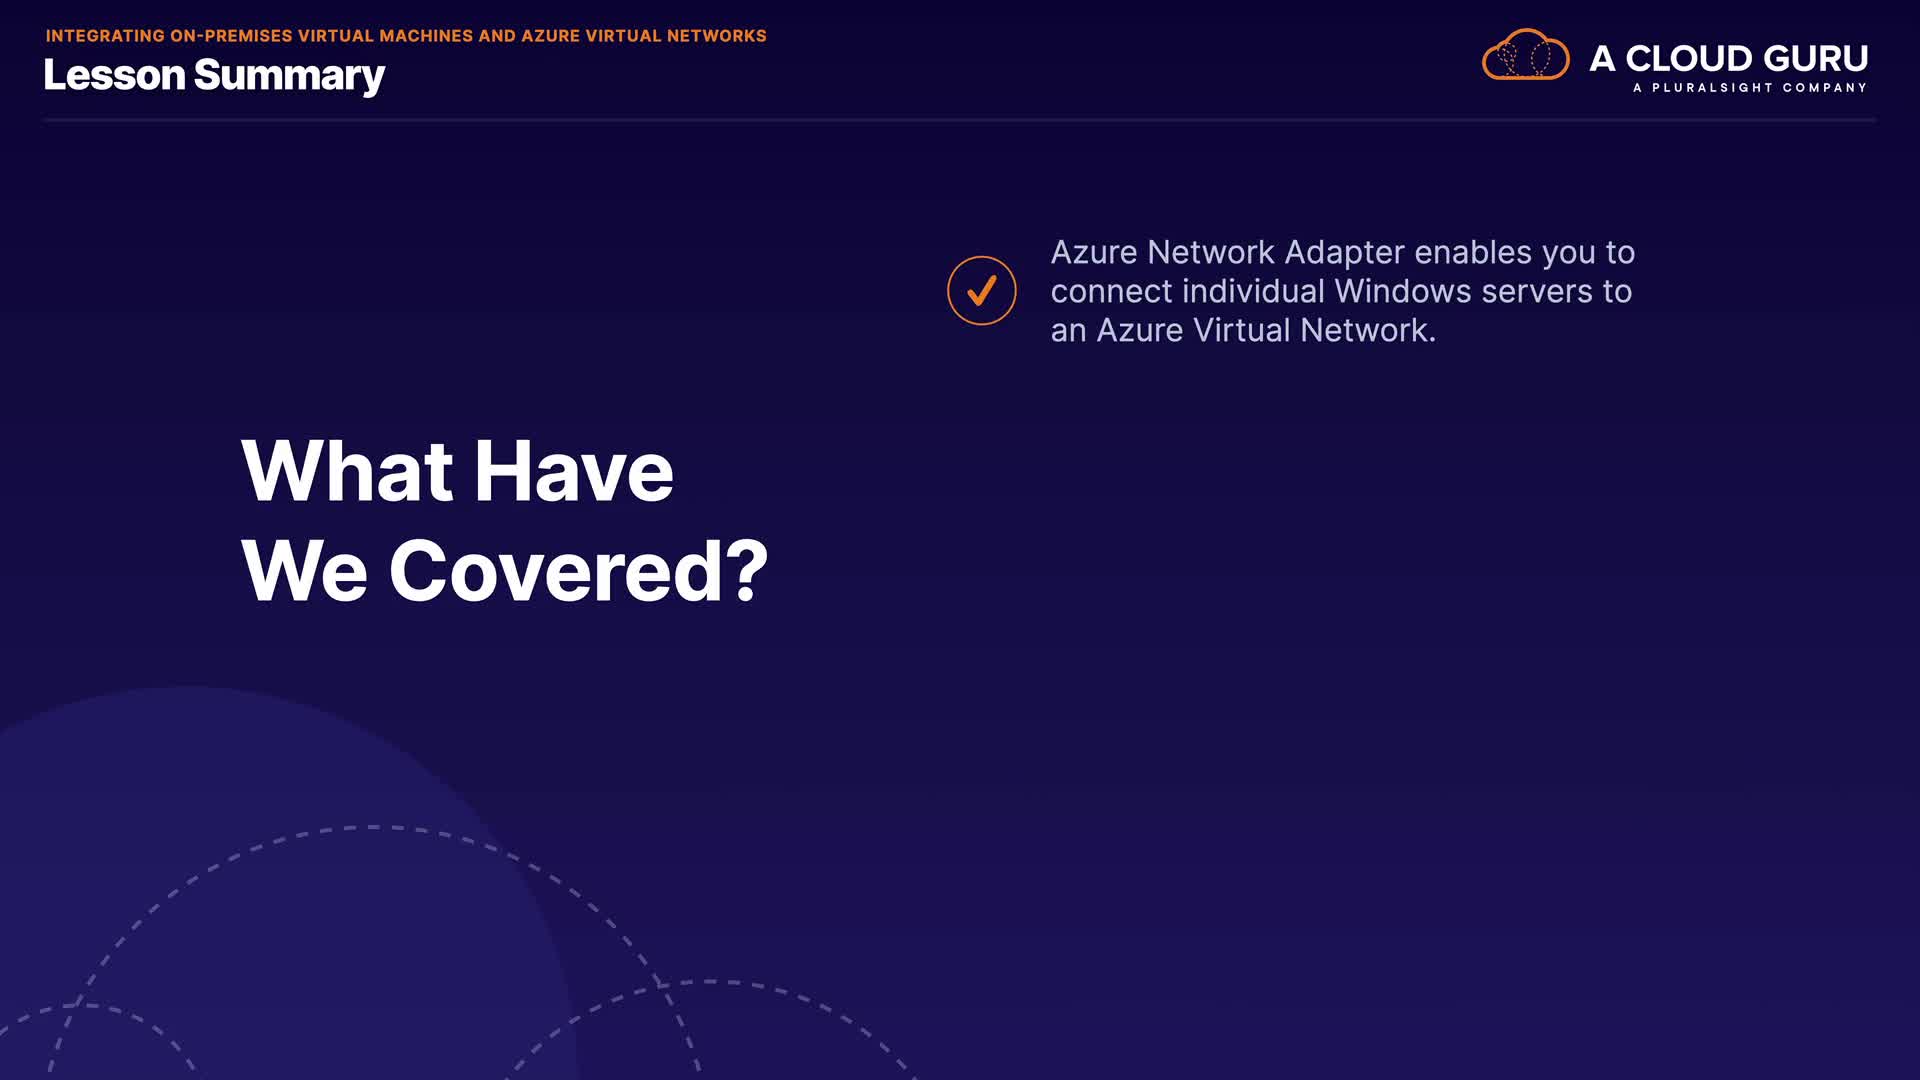 INTEGRATING ON-PREMISES VIRTUAL MACHINES AND AZURE VIRTUAL NETWORKS
Lesson Summary
A CLOUD GURU
A PLURALSIGHT COMPANY
Azure Network Adapter enables you to
connect individual Windows servers to
an Azure Virtual Network.
What Have
We Covered?